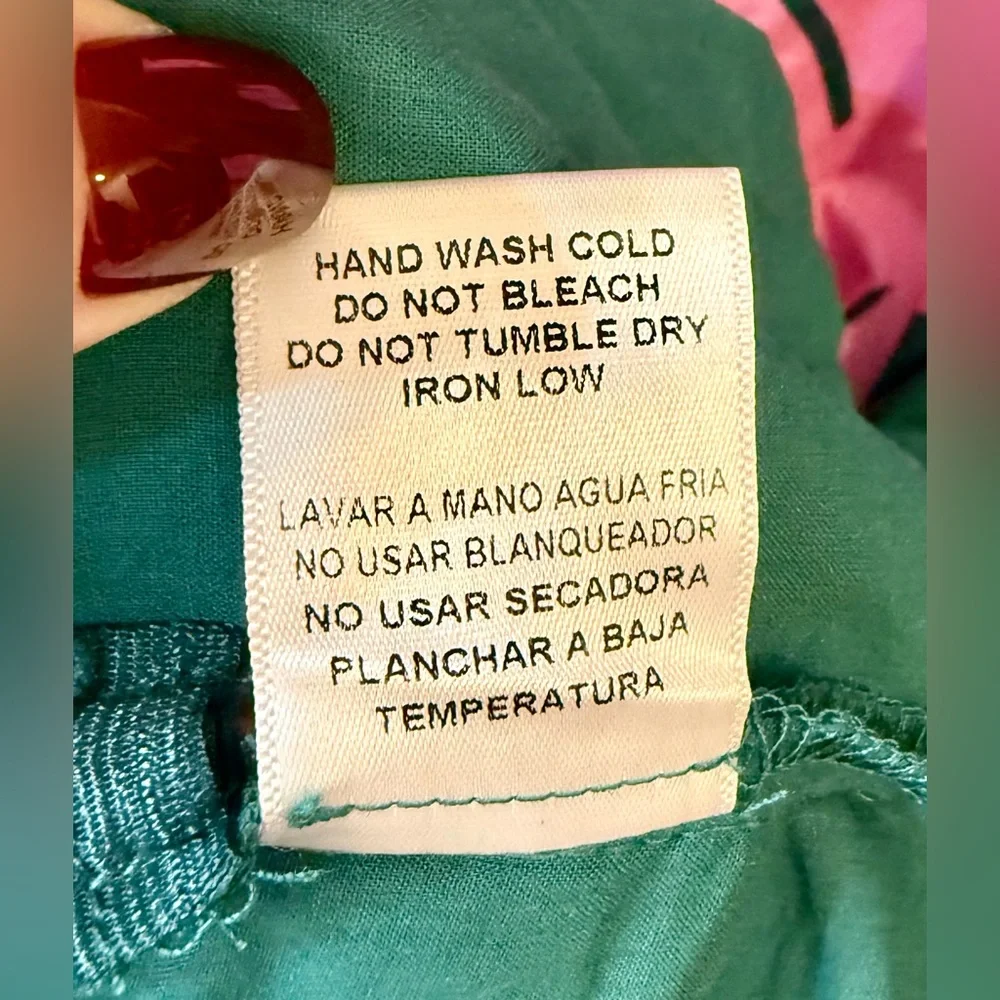 HAND WASH COLD
DO NOT BLEACH
DO NOT TUMBLE DRY
IRON LOW
LAVAR A MANO AGUA FRIA
NO USAR BLANQUEADOR
NO USAR SECADORA
PLANCHAR A BAJA
TEMPERATURA